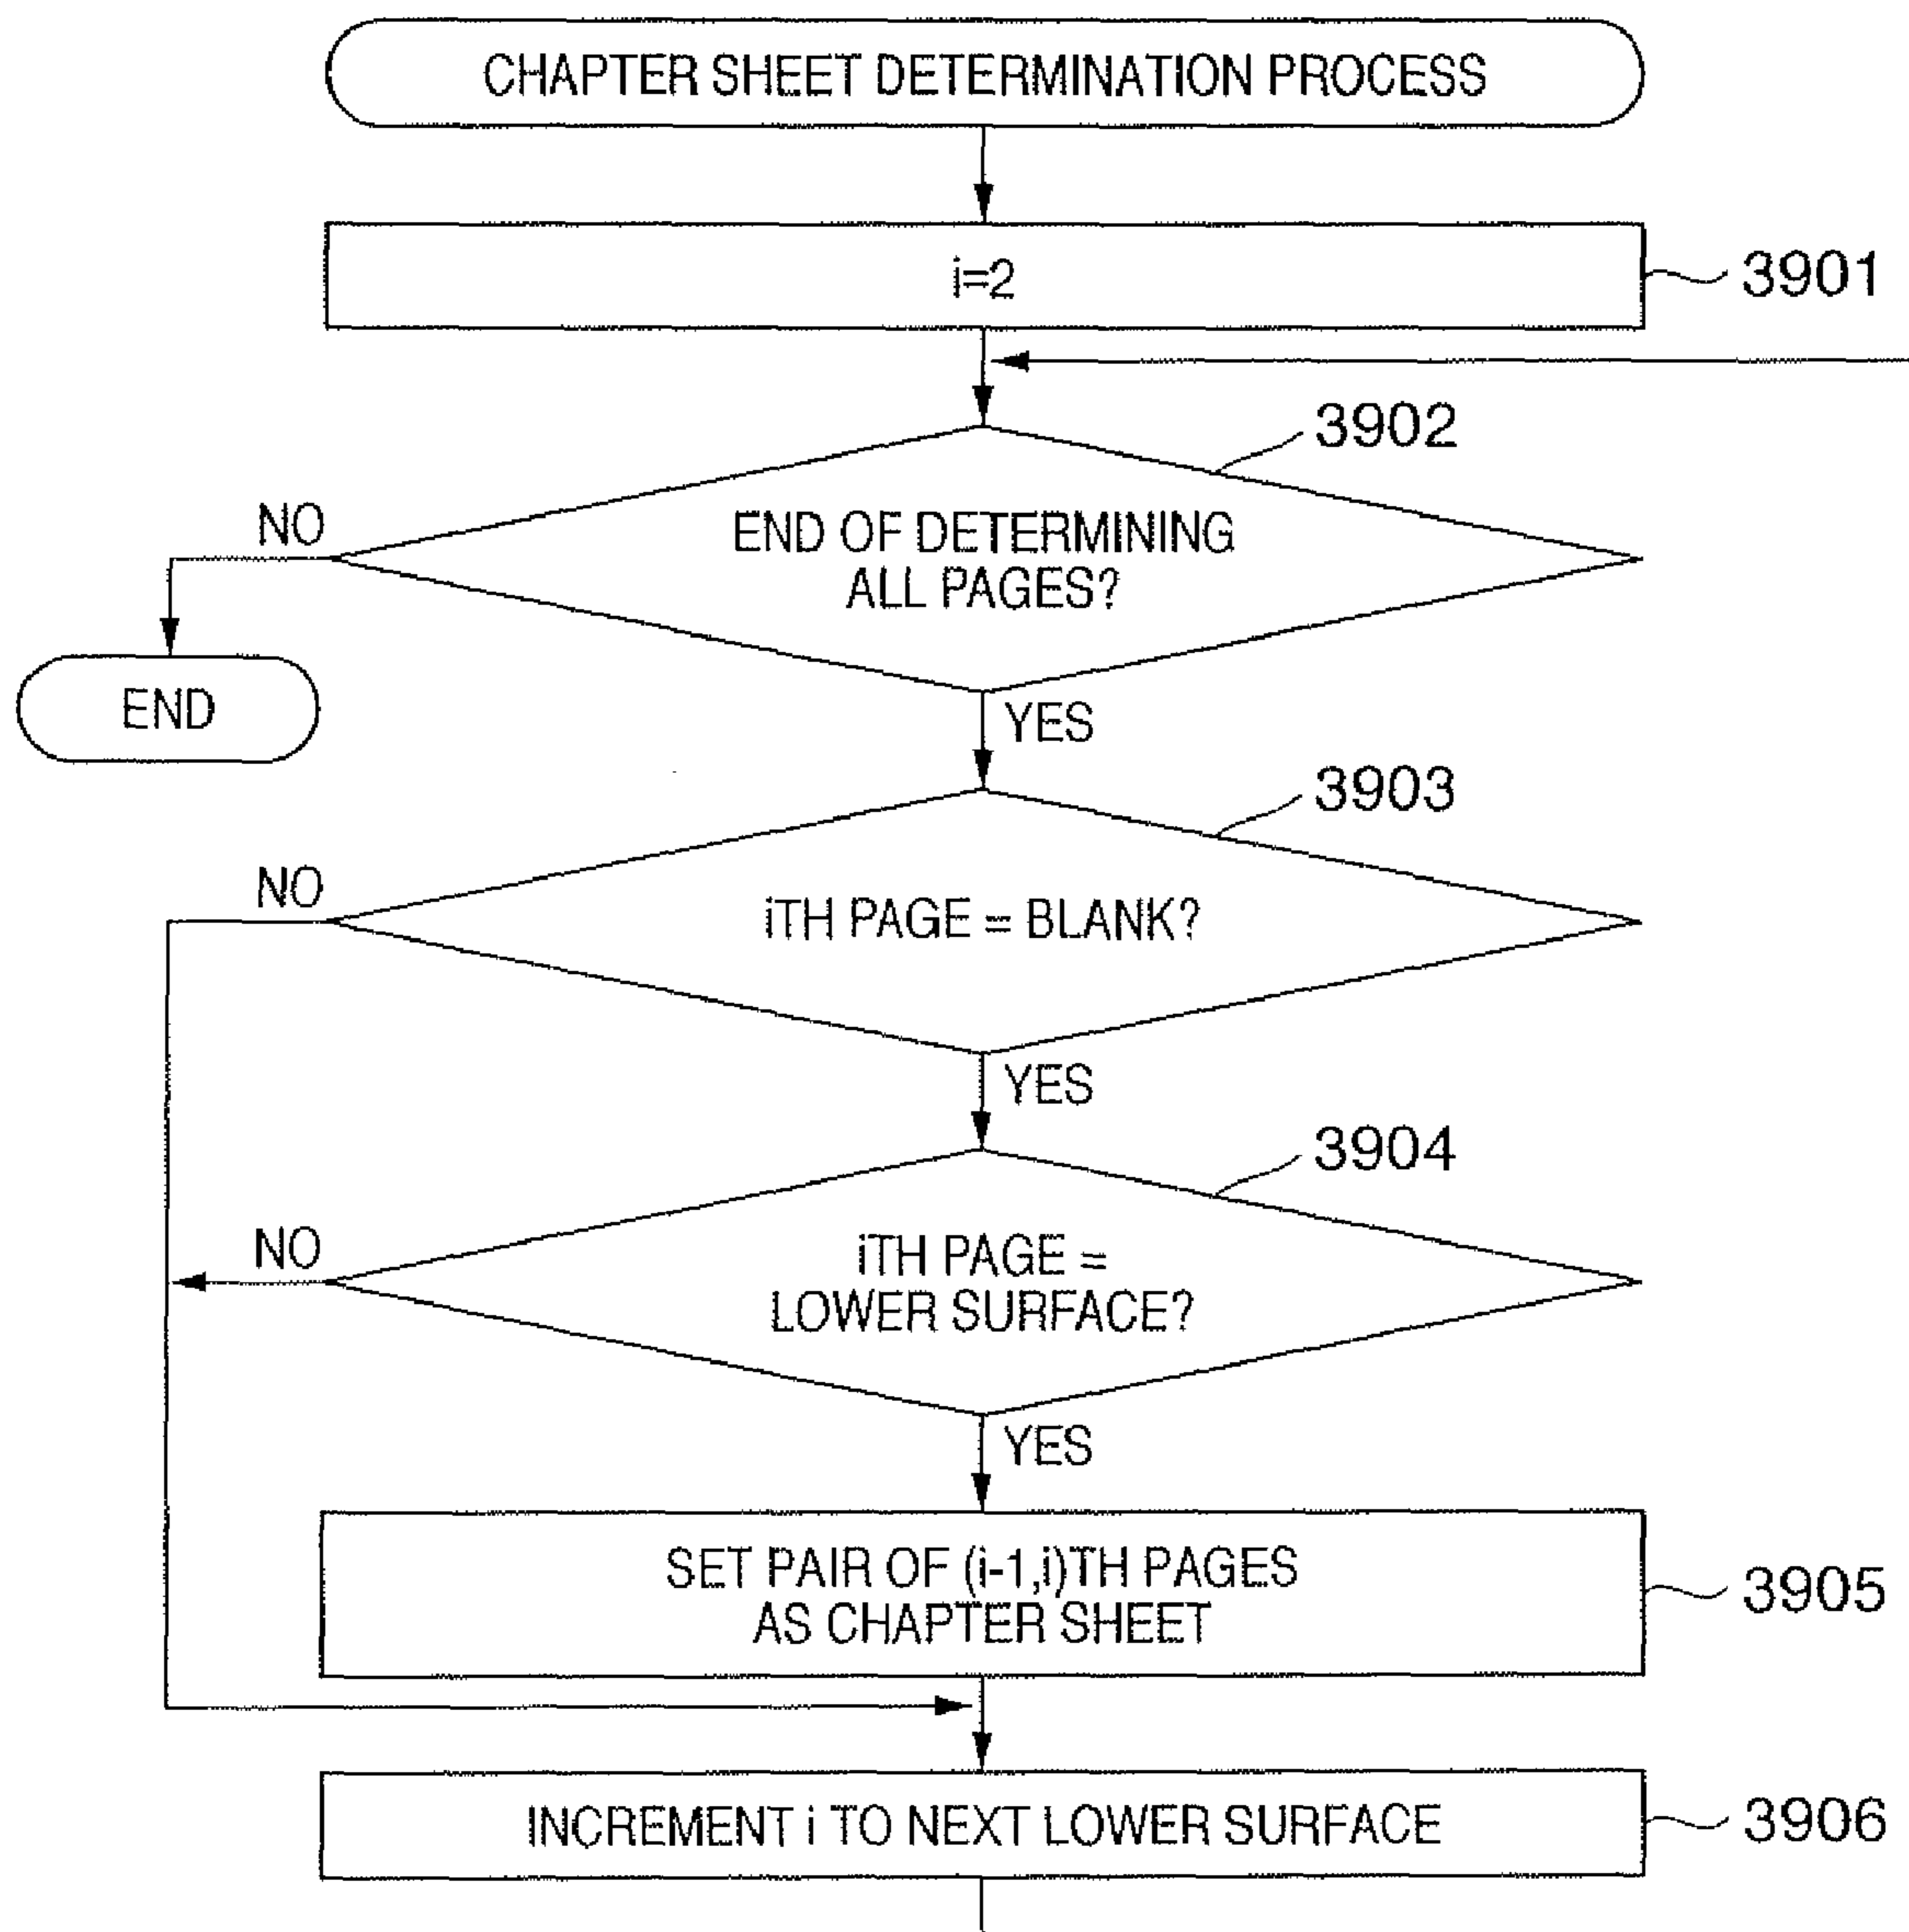 CHAPTER SHEET DETERMINATION PROCESS
i=2
3901
3902
NO
END OF DETERMINING
ALL PAGES?
END
YES
3903
NO
iTH PAGE = BLANK?
YES
3904
NO
iTH PAGE =
LOWER SURFACE?
YES
SET PAIR OF (i-1,i)TH PAGES
AS CHAPTER SHEET
3905
INCREMENT i TO NEXT LOWER SURFACE
3906